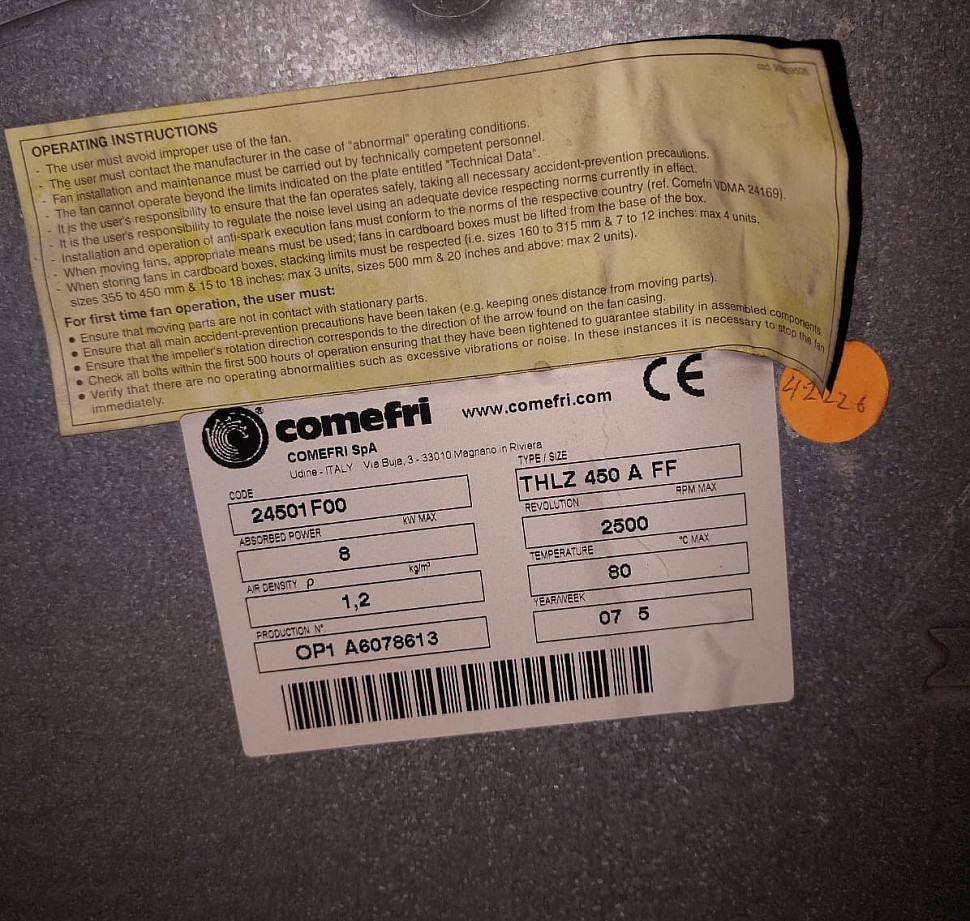 OPERATING INSTRUCTIONS
- The user must avoid improper use of the fan.
- The user must contact the manufacturer in the case of "abnormal" operating conditions.
- Fan installation and maintenance must be carried out by technically competent personnel.
- The fan cannot operate beyond the limits indicated on the plate entitled "Technical Data".
- It is the user's responsibility to ensure that the fan operates safely, taking all necessary accident-prevention precautions.
- It is the user's responsibility to regulate the noise level using an adequate device respecting norms currently in effect.
- Installation and operation of anti-spark execution fans must conform to the norms of the respective country (ref. Comefri VDMA 24169).
- When moving fans, appropriate means must be used; fans in cardboard boxes must be lifted from the base of the box.
- When storing fans in cardboard boxes, stacking limits must be respected (i.e. sizes 160 to 315 mm & 7 to 12 inches: max 4 units,
sizes 355 to 450 mm & 15 to 18 inches: max 3 units, sizes 500 mm & 20 inches and above: max 2 units).
For first time fan operation, the user must:
• Ensure that moving parts are not in contact with stationary parts.
• Ensure that all main accident-prevention precautions have been taken (e.g. keeping ones distance from moving parts).
• Ensure that the impeller's rotation direction corresponds to the direction of the arrow found on the fan casing.
• Check all bolts within the first 500 hours of operation ensuring that they have been tightened to guarantee stability in assembled components.
• Verify that there are no operating abnormalities such as excessive vibrations or noise. In these instances it is necessary to stop the fan
immediately.
cod.
42226
comefri ®
www.comefri.com
CE
COMEFRI SpA
Udine - ITALY Via Buja, 3 - 33010 Magnano in Riviera
CODE
24501F00
TYPE / SIZE
THLZ 450 A FF
ABSORBED POWER kW MAX
8
REVOLUTION RPM MAX
2500
AIR DENSITY ρ kg/m³
1,2
TEMPERATURE °C MAX
80
PRODUCTION N°
OP1 A6078613
YEAR/WEEK
07 5